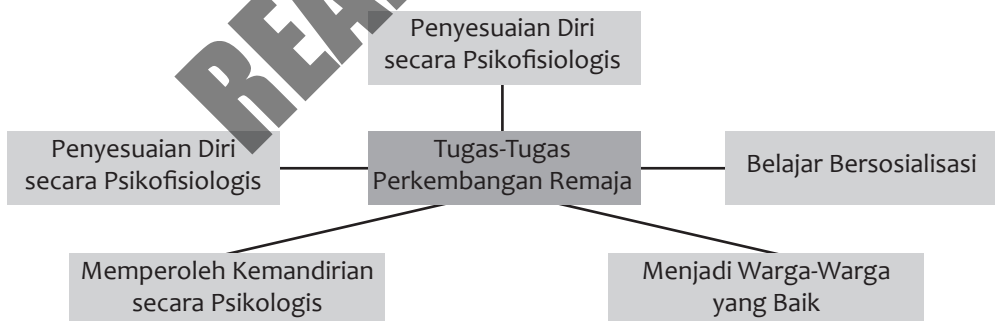 Penyesuaian Diri
secara Psikofisiologis
Penyesuaian Diri
secara Psikofisiologis
Tugas-Tugas
Perkembangan Remaja
Belajar Bersosialisasi
Memperoleh Kemandirian
secara Psikologis
Menjadi Warga-Warga
yang Baik